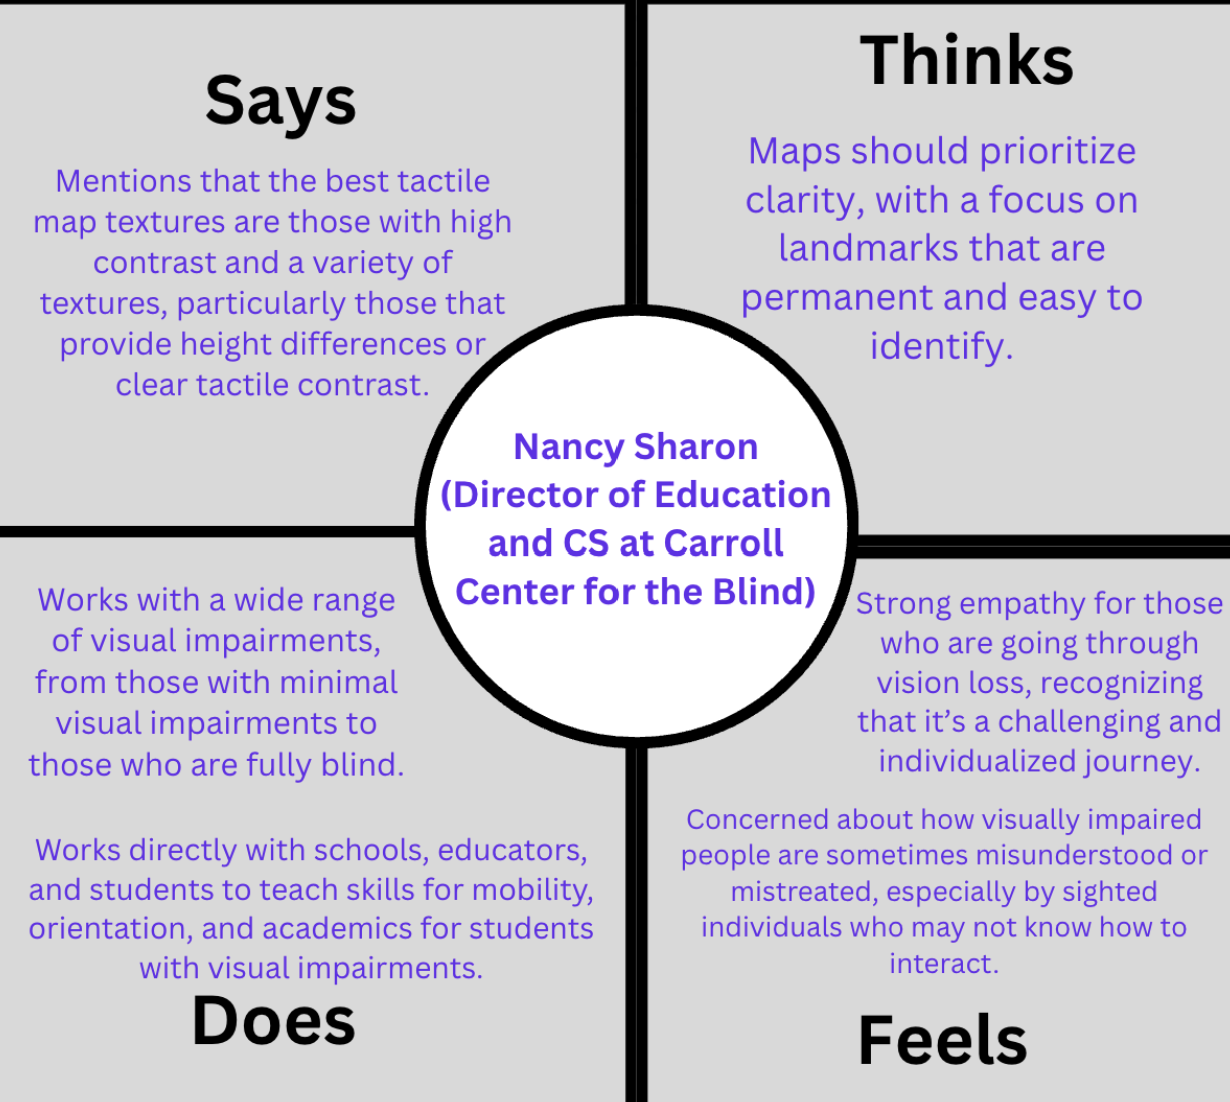 Says
Mentions that the best tactile
map textures are those with high
contrast and a variety of
textures, particularly those that
provide height differences or
clear tactile contrast.
Thinks
Maps should prioritize
clarity, with a focus on
landmarks that are
permanent and easy to
identify.
Nancy Sharon
(Director of Education
and CS at Carroll
Center for the Blind)
Works with a wide range
of visual impairments,
from those with minimal
visual impairments to
those who are fully blind.
Works directly with schools, educators,
and students to teach skills for mobility,
orientation, and academics for students
with visual impairments.
Does
Strong empathy for those
who are going through
vision loss, recognizing
that it’s a challenging and
individualized journey.
Concerned about how visually impaired
people are sometimes misunderstood or
mistreated, especially by sighted
individuals who may not know how to
interact.
Feels